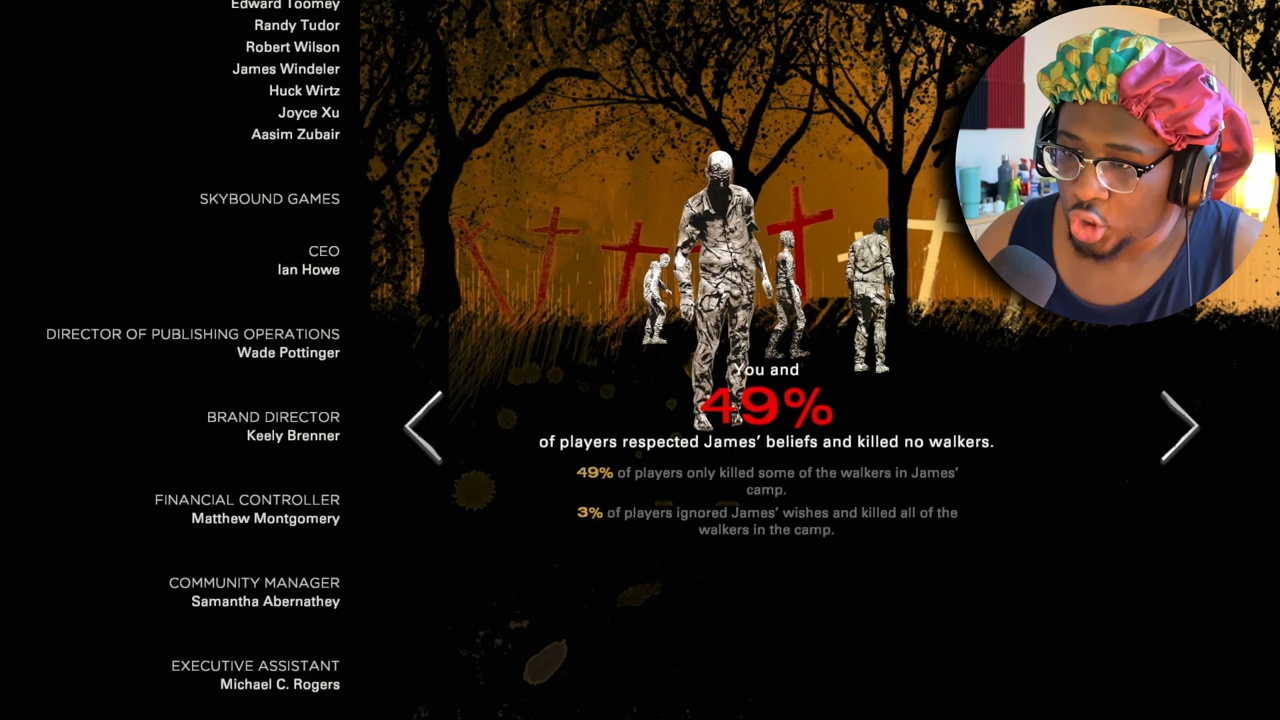 Edward Toomey
Randy Tudor
Robert Wilson
James Windeler
Huck Wirtz
Joyce Xu
Aasim Zubair
SKYBOUND GAMES
CEO
Ian Howe
DIRECTOR OF PUBLISHING OPERATIONS
Wade Pottinger
BRAND DIRECTOR
Keely Brenner
FINANCIAL CONTROLLER
Matthew Montgomery
COMMUNITY MANAGER
Samantha Abernathey
EXECUTIVE ASSISTANT
Michael C. Rogers
You and
49%
of players respected James' beliefs and killed no walkers.
49% of players only killed some of the walkers in James'
camp.
3% of players ignored James' wishes and killed all of the
walkers in the camp.